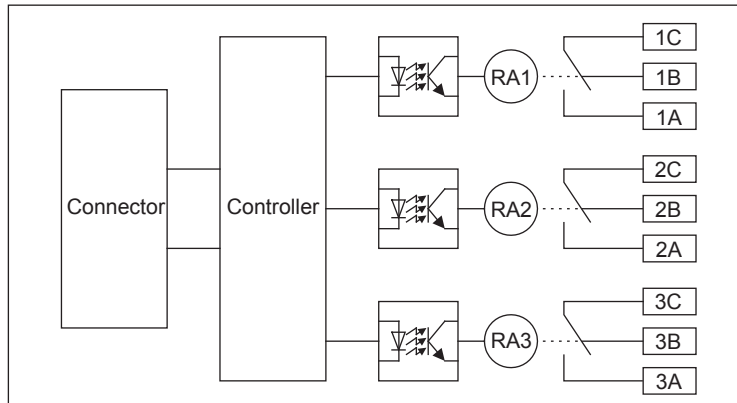 Connector
Controller
RA1
1C
1B
1A
RA2
2C
2B
2A
RA3
3C
3B
3A